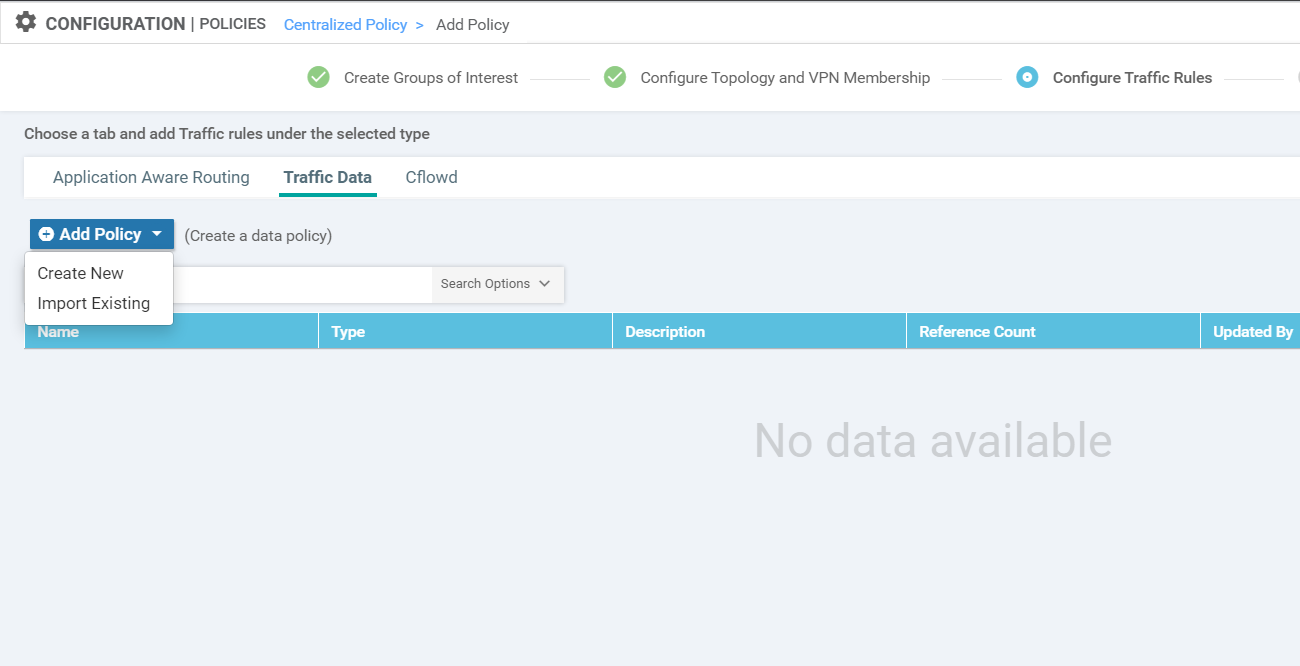 CONFIGURATION | POLICIES Centralized Policy > Add Policy
Create Groups of Interest Configure Topology and VPN Membership Configure Traffic Rules
Choose a tab and add Traffic rules under the selected type
Application Aware Routing Traffic Data Cflowd
Add Policy (Create a data policy)
Create New
Search Options
Import Existing
Name Type Description Reference Count Updated By
No data available